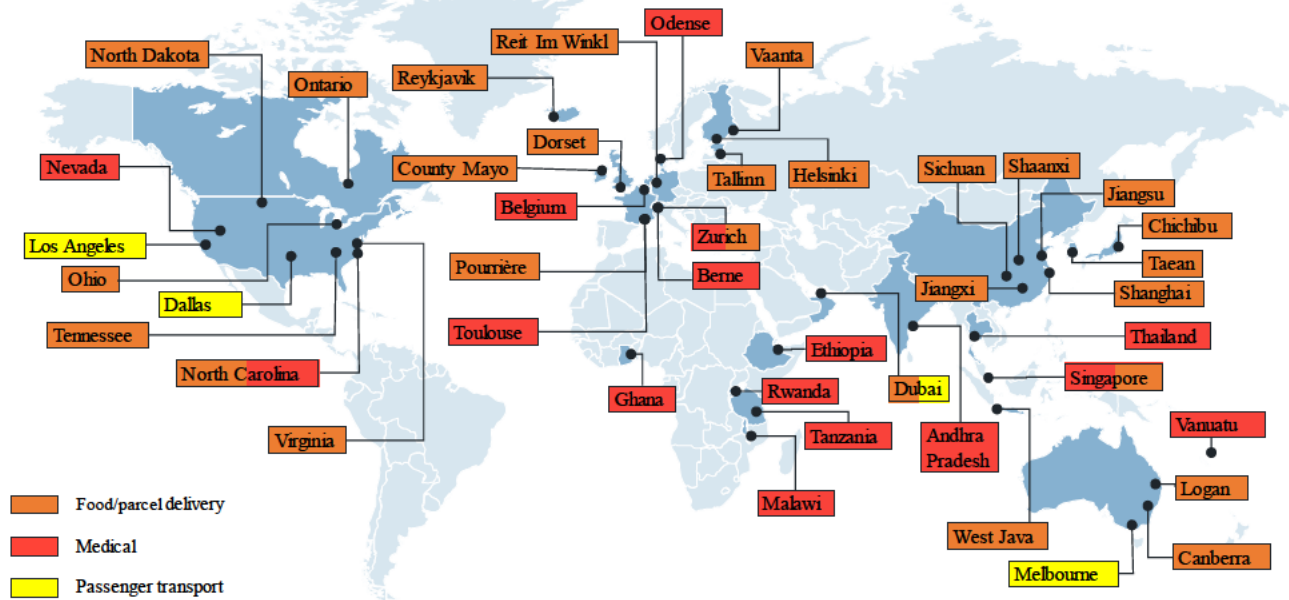 Odense
Reit Im Winkl
North Dakota
Vaanta
Reykjavik
Ontario
Dorset
Nevada
County Mayo
Tallinn
Helsinki
Sichuan
Shaanxi
Jiangsu
Belgium
Chichibu
Los Angeles
Zurich
Ohio
Pourrière
Berne
Taean
Jiangxi
Shanghai
Dallas
Tennessee
Toulouse
Thailand
Ethiopia
North Carolina
Singapore
Ghana
Rwanda
Dubai
Virginia
Tanzania
Andhra
Pradesh
Vanuatu
Malawi
Logan
West Java
Canberra
Melbourne
Food/parcel delivery
Medical
Passenger transport